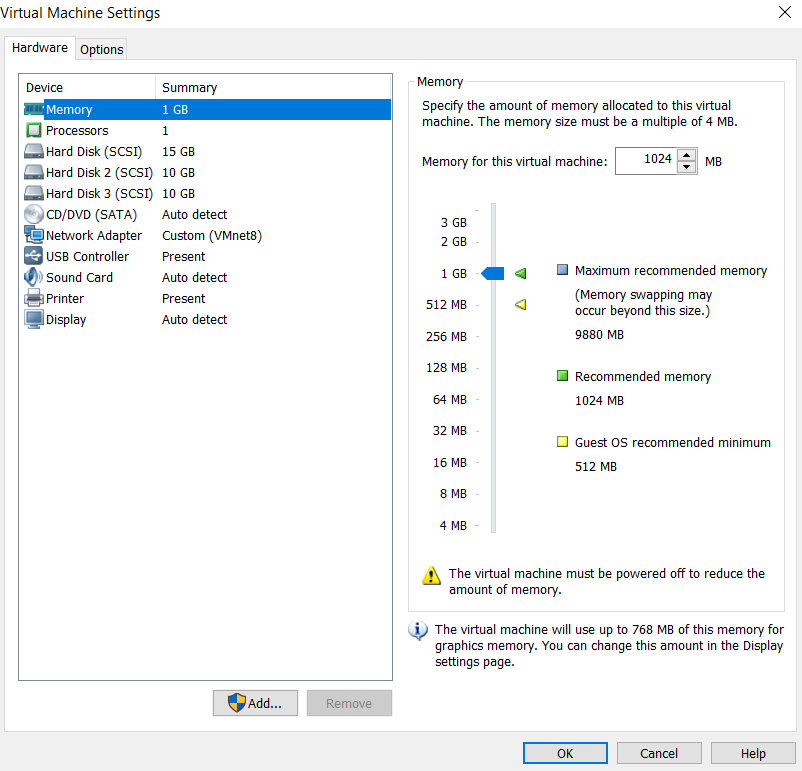 Virtual Machine Settings
Hardware
Options
Device Summary
Memory 1 GB
Processors 1
Hard Disk (SCSI) 15 GB
Hard Disk 2 (SCSI) 10 GB
Hard Disk 3 (SCSI) 10 GB
CD/DVD (SATA) Auto detect
Network Adapter Custom (VMnet8)
USB Controller Present
Sound Card Auto detect
Printer Present
Display Auto detect
Add...
Remove
Memory
Specify the amount of memory allocated to this virtual
machine. The memory size must be a multiple of 4 MB.
Memory for this virtual machine: 1024 MB
3 GB
2 GB
1 GB
512 MB
256 MB
128 MB
64 MB
32 MB
16 MB
8 MB
4 MB
Maximum recommended memory
(Memory swapping may
occur beyond this size.)
9880 MB
Recommended memory
1024 MB
Guest OS recommended minimum
512 MB
The virtual machine must be powered off to reduce the
amount of memory.
The virtual machine will use up to 768 MB of this memory for
graphics memory. You can change this amount in the Display
settings page.
OK
Cancel
Help